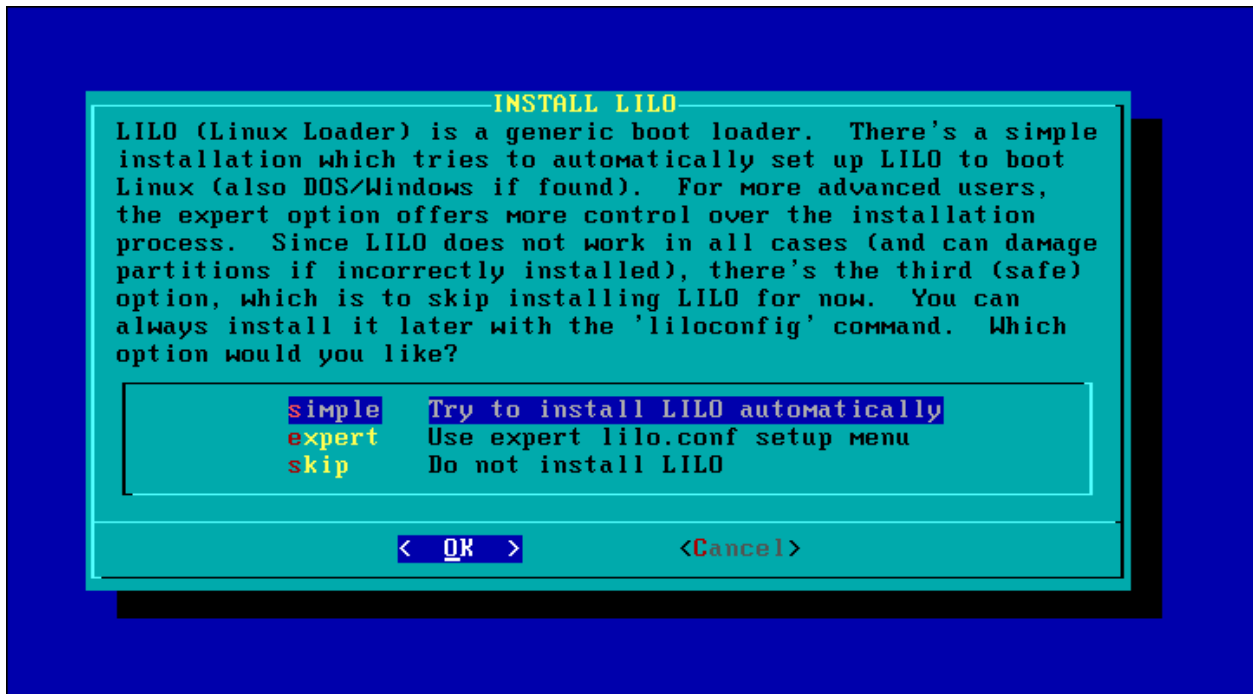 INSTALL LILO
LILO (Linux Loader) is a generic boot loader.  There's a simple
installation which tries to automatically set up LILO to boot
Linux (also DOS/Windows if found).  For more advanced users,
the expert option offers more control over the installation
process.  Since LILO does not work in all cases (and can damage
partitions if incorrectly installed), there's the third (safe)
option, which is to skip installing LILO for now.  You can
always install it later with the 'liloconfig' command.  Which
option would you like?
simple Try to install LILO automatically
expert Use expert lilo.conf setup menu
skip Do not install LILO
< OK > <Cancel>